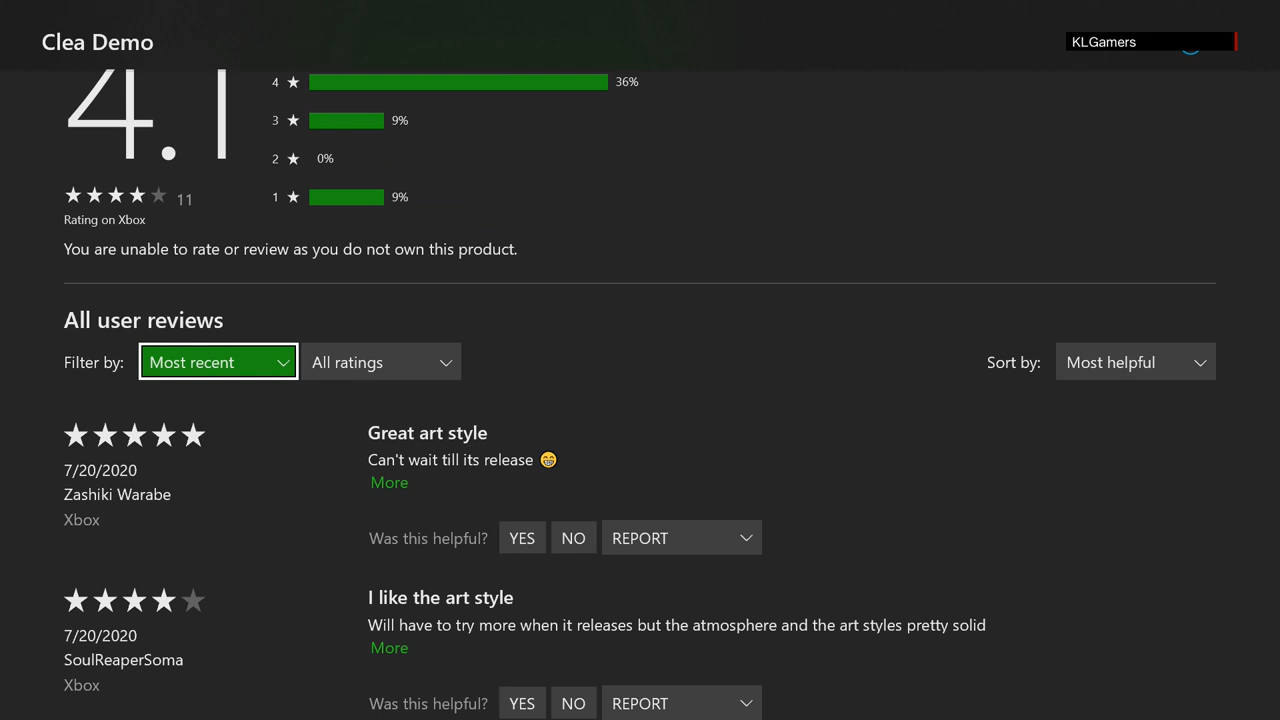 Clea Demo
KLGamers
4.1
4 ★ 36%
3 ★ 9%
2 ★ 0%
1 ★ 9%
11
Rating on Xbox
You are unable to rate or review as you do not own this product.
All user reviews
Filter by: Most recent All ratings Sort by: Most helpful
Great art style
Can't wait till its release 😁
More
7/20/2020
Zashiki Warabe
Xbox
Was this helpful? YES NO REPORT
I like the art style
Will have to try more when it releases but the atmosphere and the art styles pretty solid
More
7/20/2020
SoulReaperSoma
Xbox
Was this helpful? YES NO REPORT